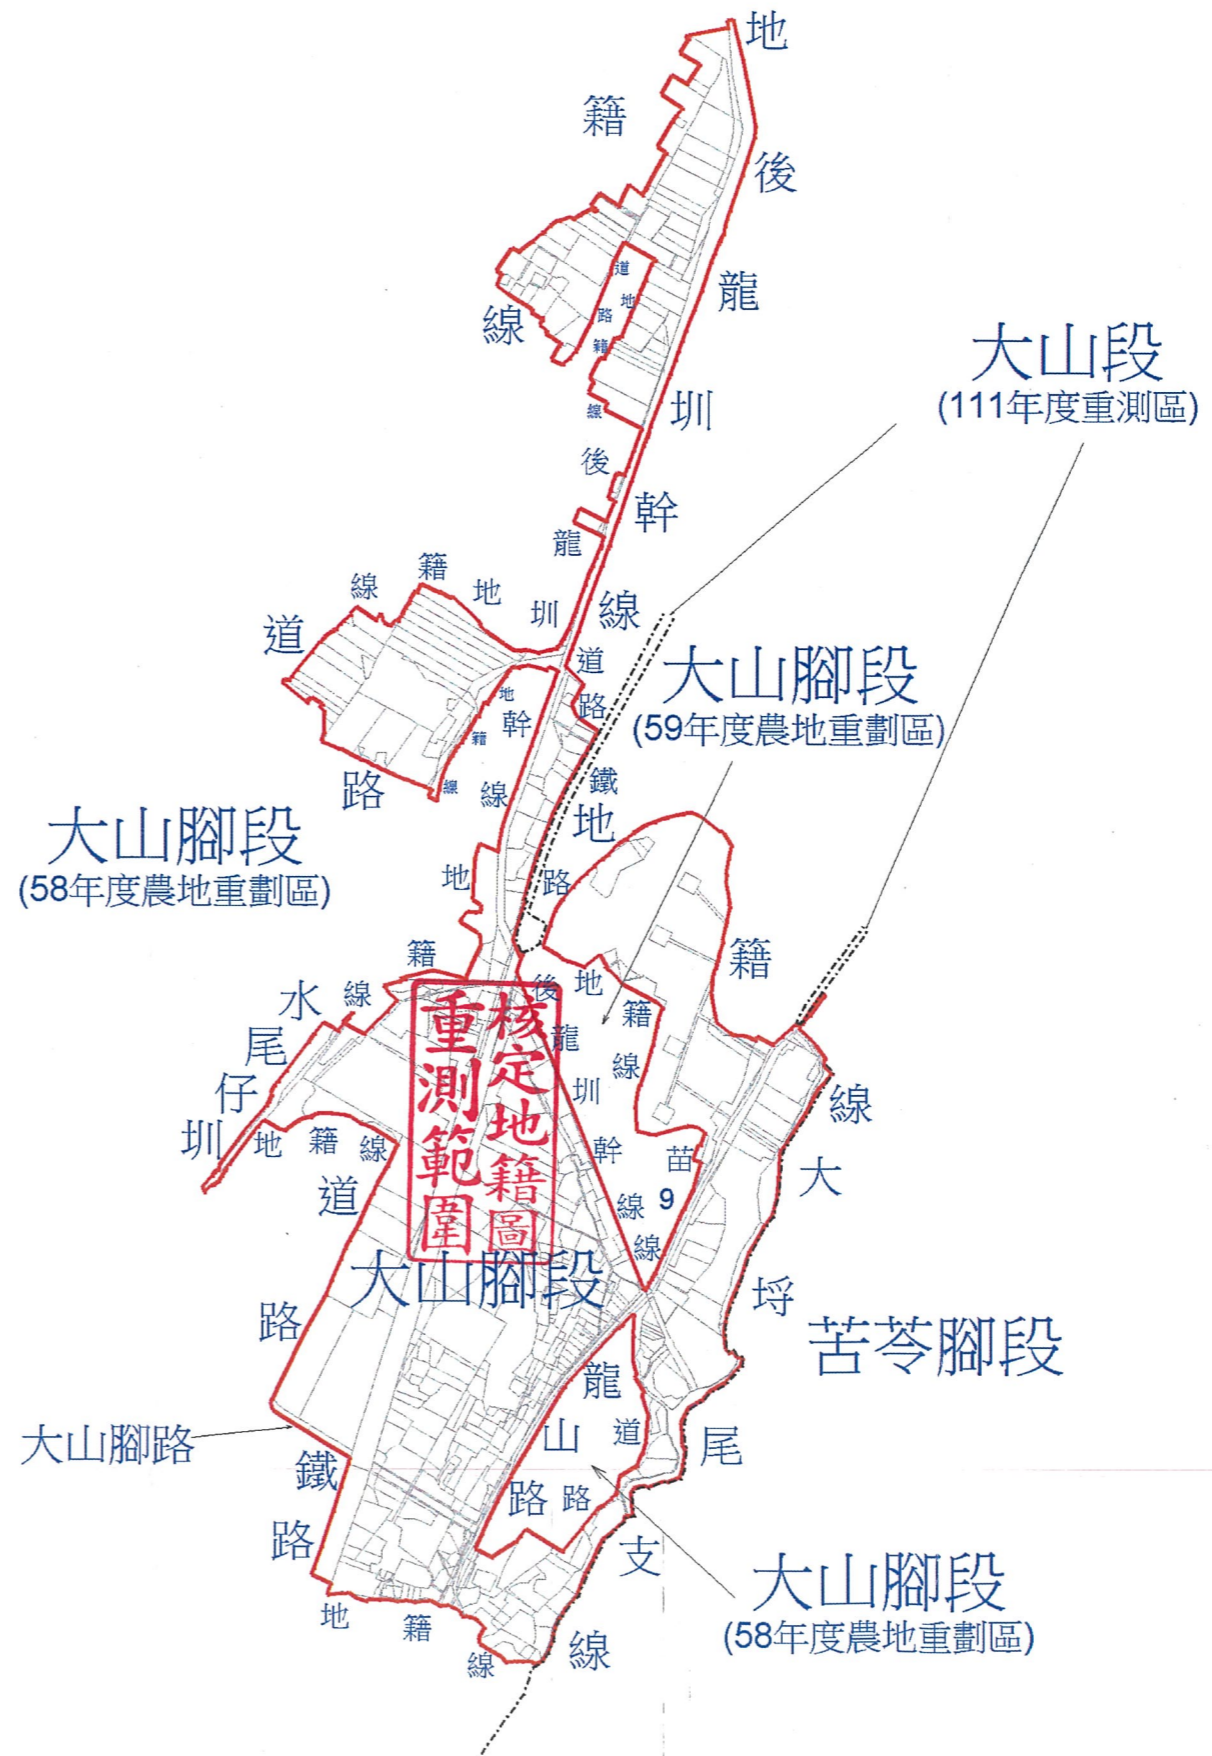 地籍線
後龍圳幹線
道路
地籍線
大山段
(111年度重測區)
後龍圳幹線
地籍線
道路
地籍線
道路
鐵路
大山腳段
(59年度農地重劃區)
大山腳段
(58年度農地重劃區)
地籍線
地籍線
水尾仔圳
地籍線
道路
核定地籍圖
重測範圍
後龍圳幹線
地籍線
苗9線
大山腳段
大埒尾支線
苦苓腳段
龍山路
道路
大山腳路
鐵路
地籍線
大山腳段
(58年度農地重劃區)